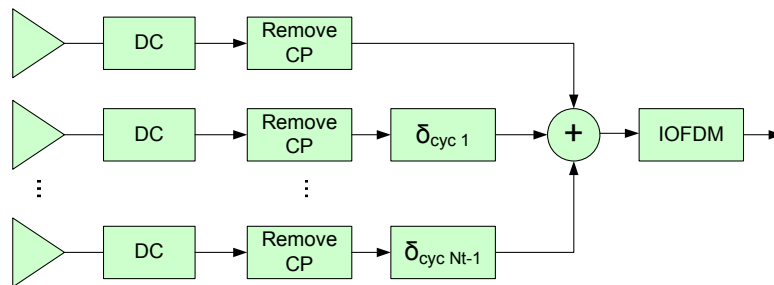 DC
Remove
CP
DC
Remove
CP
δcyc 1
+
IOFDM
DC
Remove
CP
δcyc Nt-1